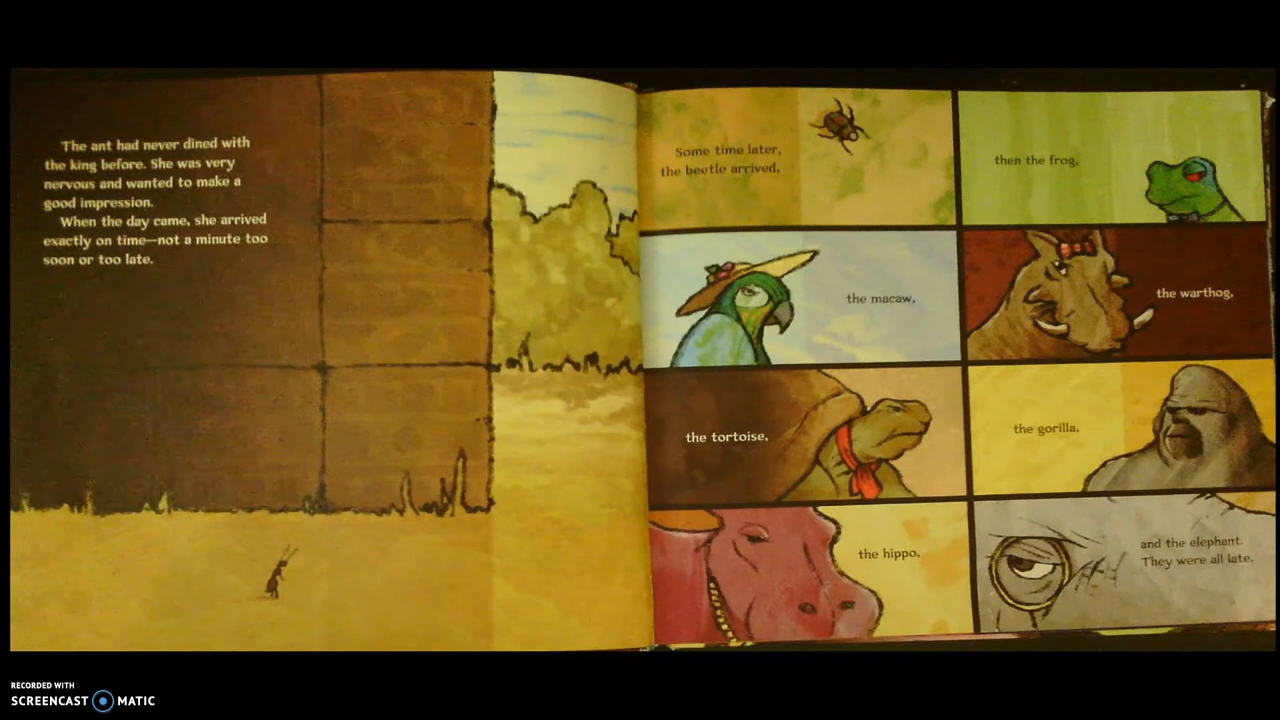 The ant had never dined with
the king before. She was very
nervous and wanted to make a
good impression.
When the day came, she arrived
exactly on time—not a minute too
soon or too late.
Some time later,
the beetle arrived,
then the frog,
the macaw,
the warthog,
the tortoise,
the gorilla,
the hippo,
and the elephant.
They were all late.
RECORDED WITH
SCREENCAST MATIC